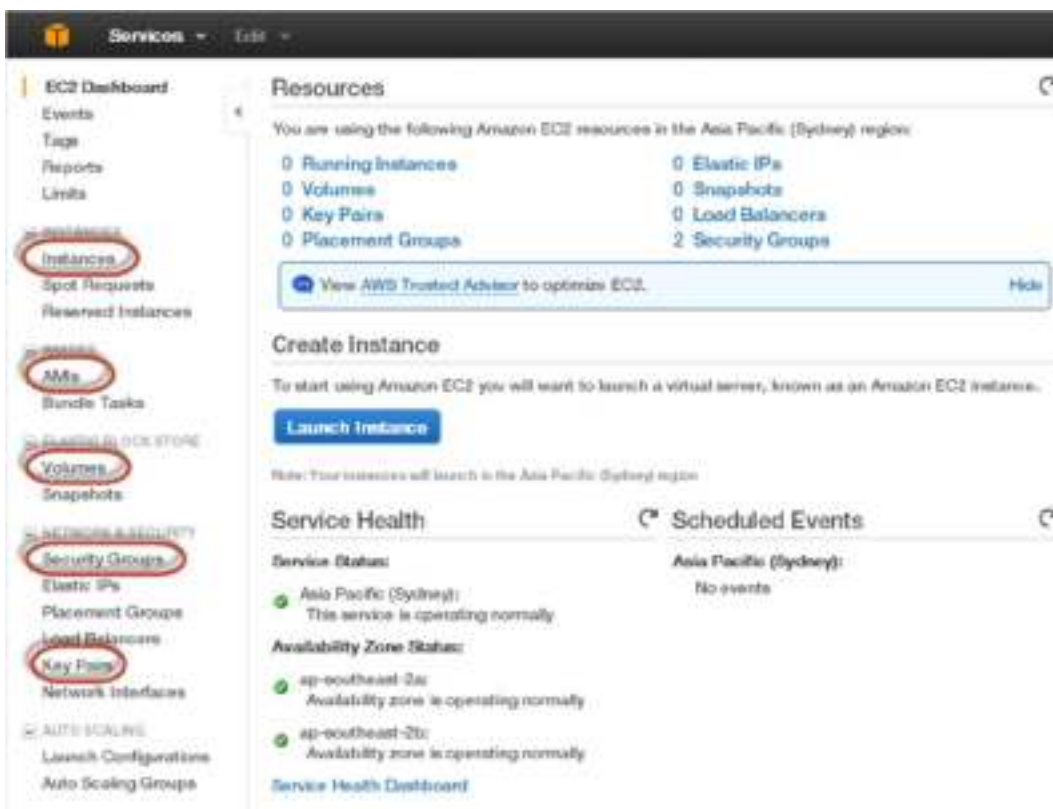 Services Edit
EC2 Dashboard
Events
Tags
Reports
Limits
INSTANCES
Instances
Spot Requests
Reserved Instances
IMAGES
AMIs
Bundle Tasks
ELASTIC BLOCK STORE
Volumes
Snapshots
NETWORK & SECURITY
Security Groups
Elastic IPs
Placement Groups
Load Balancers
Key Pairs
Network Interfaces
AUTO SCALING
Launch Configurations
Auto Scaling Groups
Resources
You are using the following Amazon EC2 resources in the Asia Pacific (Sydney) region:
0 Running Instances 0 Elastic IPs
0 Volumes 0 Snapshots
0 Key Pairs 0 Load Balancers
0 Placement Groups 2 Security Groups
View AWS Trusted Advisor to optimize EC2. Hide
Create Instance
To start using Amazon EC2 you will want to launch a virtual server, known as an Amazon EC2 instance.
Launch Instance
Note: Your instances will launch in the Asia Pacific (Sydney) region
Service Health
Service Status:
Asia Pacific (Sydney):
This service is operating normally
Availability Zone Status:
ap-southeast-2a:
Availability zone is operating normally
ap-southeast-2b:
Availability zone is operating normally
Service Health Dashboard
Scheduled Events
Asia Pacific (Sydney):
No events